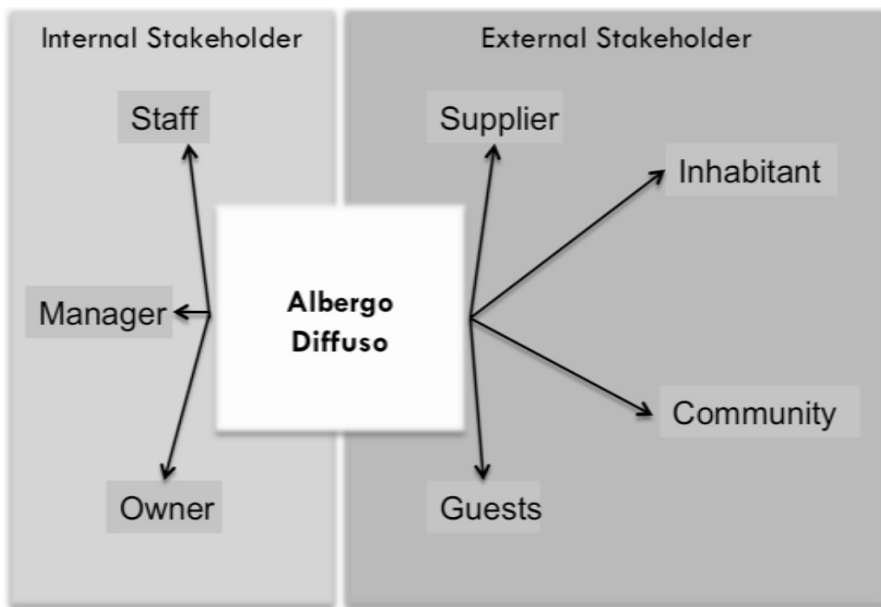 Internal Stakeholder
External Stakeholder
Staff
Supplier
Inhabitant
Manager
Albergo
Diffuso
Community
Owner
Guests